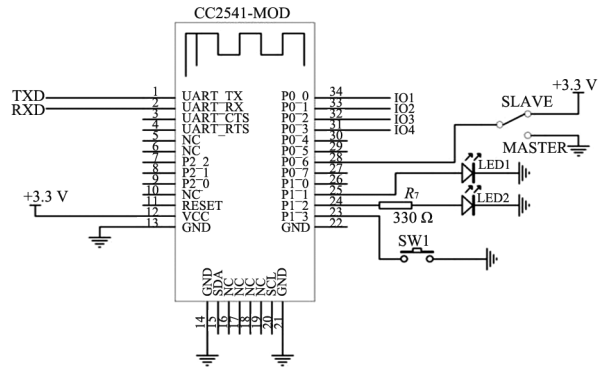 CC2541-MOD
+3.3 V
SLAVE
TXD 1 UART_TX P0_0 34 IO1
RXD 2 UART_RX P0_1 33 IO2
3 UART_CTS P0_2 32 IO3
4 UART_RTS P0_3 31 IO4
5 NC P0_4 30
6 NC P0_5 29 MASTER
7 P2_2 P0_6 28
8 P2_1 P0_7 27 LED1
9 P2_0 P1_0 26
10 NC P1_1 25
+3.3 V 11 RESET P1_2 24 R7 LED2
12 VCC P1_3 23 330 Ω
13 GND GND 22
SW1
GND SDA NC NC NC NC SCL GND
14 15 16 17 18 19 20 21